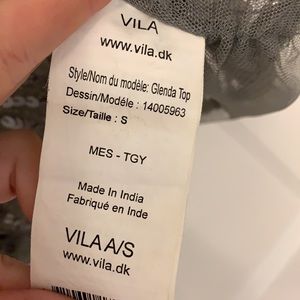 VILA
www.vila.dk
Style/Nom du modèle: Glenda Top
Dessin/Modèle : 14005963
Size/Taille : S
MES - TGY
Made In India
Fabriqué en Inde
VILA A/S
www.vila.dk